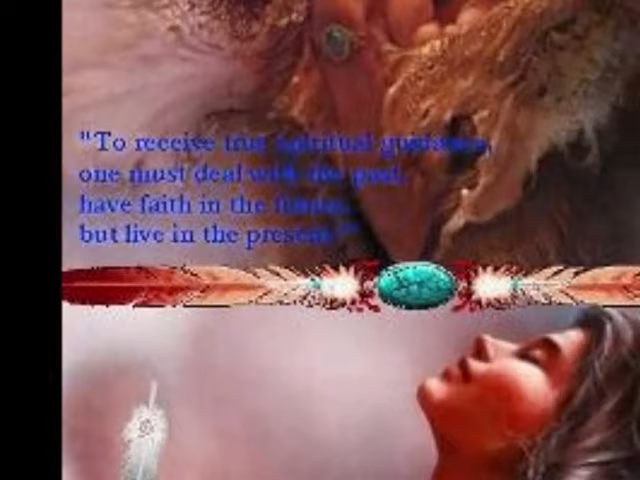 "To receive true spiritual guidance,
one must deal with the past,
have faith in the future,
but live in the present."